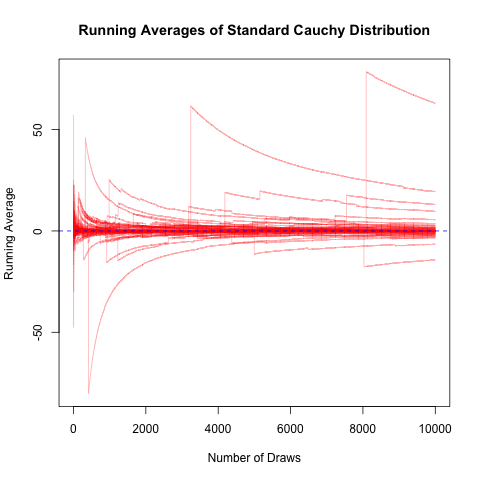 Running Averages of Standard Cauchy Distribution
Running Average
50
0
-50
0 2000 4000 6000 8000 10000
Number of Draws